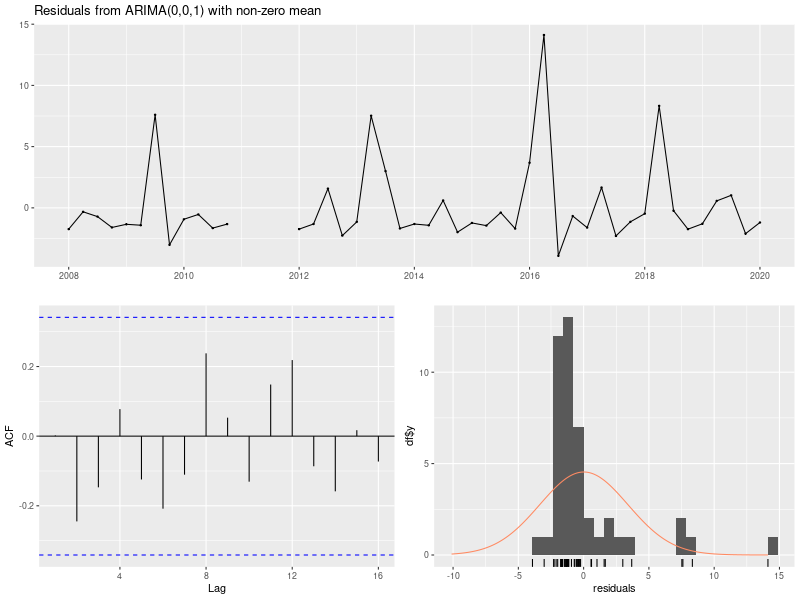 Residuals from ARIMA(0,0,1) with non-zero mean
15
10
5
0
2008 2010 2012 2014 2016 2018 2020
ACF
0.2
0.0
-0.2
4 8 12 16
Lag
df$y
10
5
0
-10 -5 0 5 10 15
residuals